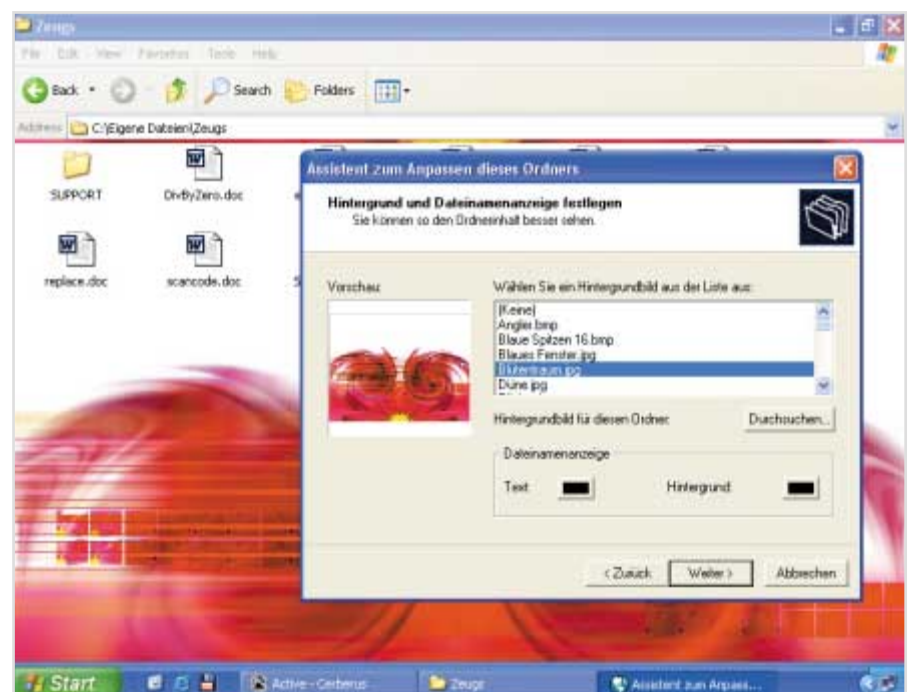 Zeugs
File Edit View Favorites Tools Help
Back Search Folders
Address C:\Eigene Dateien\Zeugs
SUPPORT DivByZero.doc
replace.doc scancode.doc
Assistent zum Anpassen dieses Ordners
Hintergrund und Dateinamenanzeige festlegen
Sie können so den Ordnerinhalt besser sehen.
Vorschau:
Wählen Sie ein Hintergrundbild aus der Liste aus:
(Keine)
Angler.bmp
Blaue Spitzen 16.bmp
Blaues Fenster.jpg
Blütentraum.jpg
Düne.jpg
Hintergrundbild für diesen Ordner:
Durchsuchen...
Dateinamenanzeige
Text: Hintergrund:
< Zurück Weiter > Abbrechen
Start Active - Cerberus Zeugs Assistent zum Anpass...